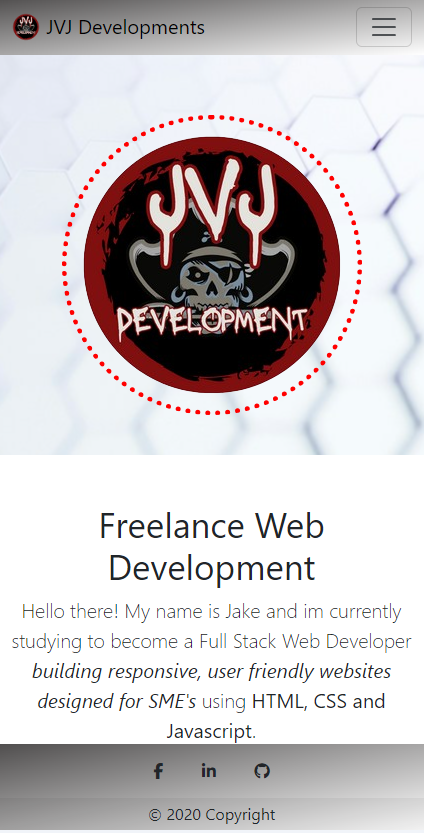 JVJ Developments
JVJ
DEVELOPMENT
Freelance Web
Development
Hello there! My name is Jake and im currently
studying to become a Full Stack Web Developer
building responsive, user friendly websites
designed for SME's using HTML, CSS and
Javascript.
© 2020 Copyright